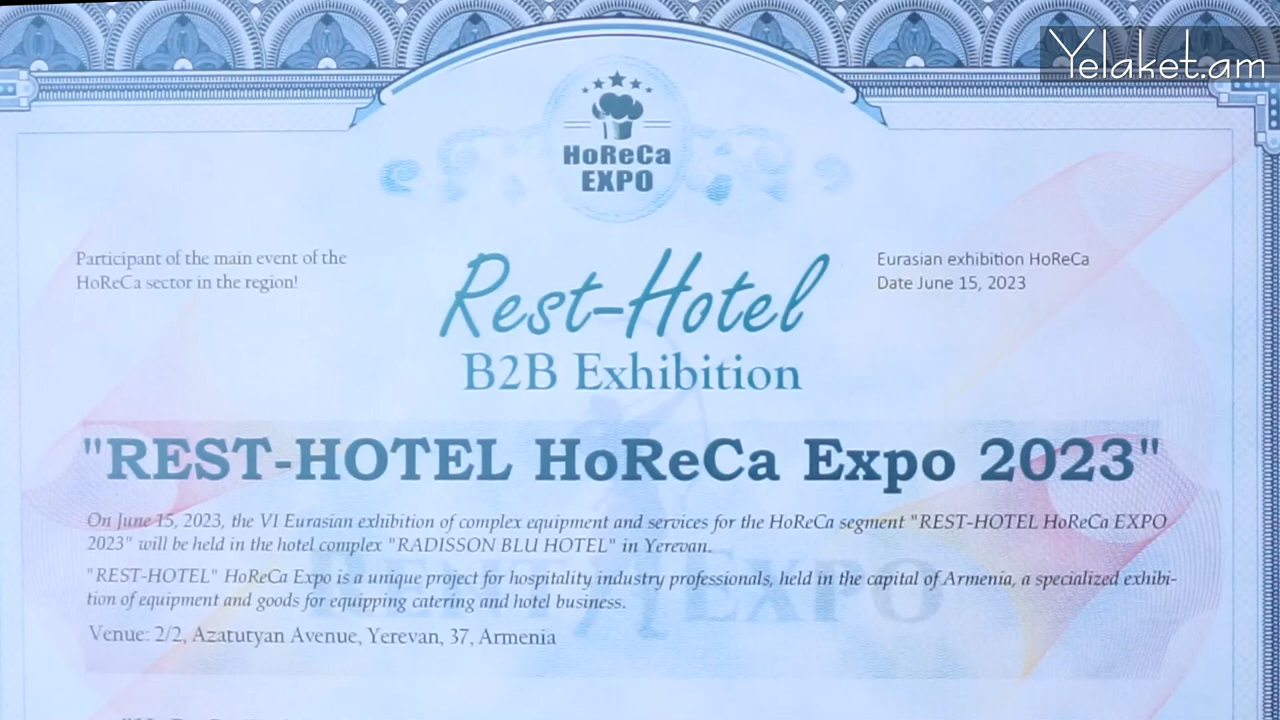 Yelaket.am
HoReCa
EXPO
Participant of the main event of the
HoReCa sector in the region!
Rest-Hotel
B2B Exhibition
Eurasian exhibition HoReCa
Date June 15, 2023
"REST-HOTEL HoReCa Expo 2023"
On June 15, 2023, the VI Eurasian exhibition of complex equipment and services for the HoReCa segment "REST-HOTEL HoReCa EXPO
2023" will be held in the hotel complex "RADISSON BLU HOTEL" in Yerevan.
"REST-HOTEL" HoReCa Expo is a unique project for hospitality industry professionals, held in the capital of Armenia, a specialized exhibi-
tion of equipment and goods for equipping catering and hotel business.
Venue: 2/2, Azatutyan Avenue, Yerevan, 37, Armenia